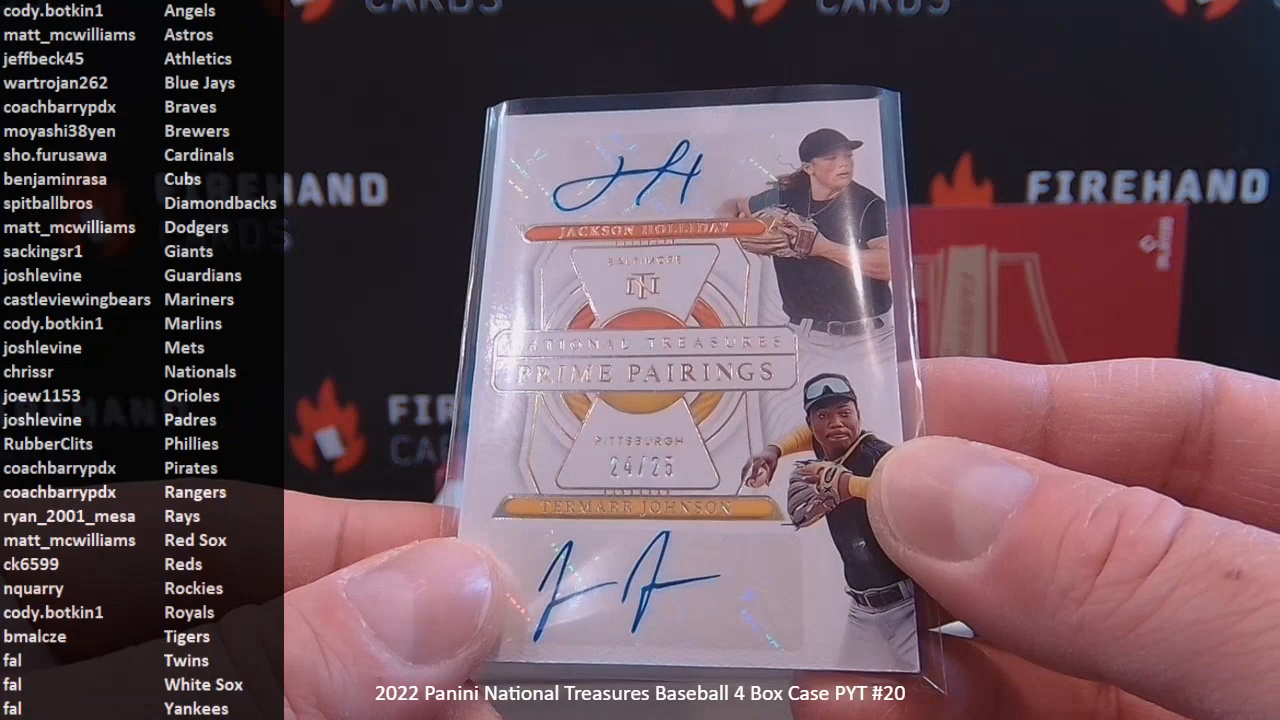 cody.botkin1 Angels
matt_mcwilliams Astros
jeffbeck45 Athletics
wartrojan262 Blue Jays
coachbarrypdx Braves
moyashi38yen Brewers
sho.furusawa Cardinals
benjaminrasa Cubs
spitballbros Diamondbacks
matt_mcwilliams Dodgers
sackingsr1 Giants
joshlevine Guardians
castleviewingbears Mariners
cody.botkin1 Marlins
joshlevine Mets
chrissr Nationals
joew1153 Orioles
joshlevine Padres
RubberClits Phillies
coachbarrypdx Pirates
coachbarrypdx Rangers
ryan_2001_mesa Rays
matt_mcwilliams Red Sox
ck6599 Reds
nquarry Rockies
cody.botkin1 Royals
bmalcze Tigers
fal Twins
fal White Sox
fal Yankees
CARDS
CARDS
FIREHAND
JACKSON HOLLIDAY
BALTIMORE
NT
NATIONAL TREASURES
PRIME PAIRINGS
PITTSBURGH
24/25
TERMARR JOHNSON
2022 Panini National Treasures Baseball 4 Box Case PYT #20